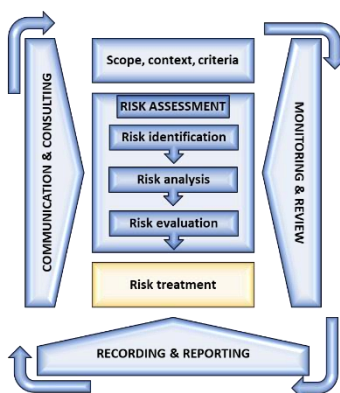 Scope, context, criteria
RISK ASSESSMENT
Risk identification
Risk analysis
Risk evaluation
Risk treatment
COMMUNICATION & CONSULTING
MONITORING & REVIEW
RECORDING & REPORTING